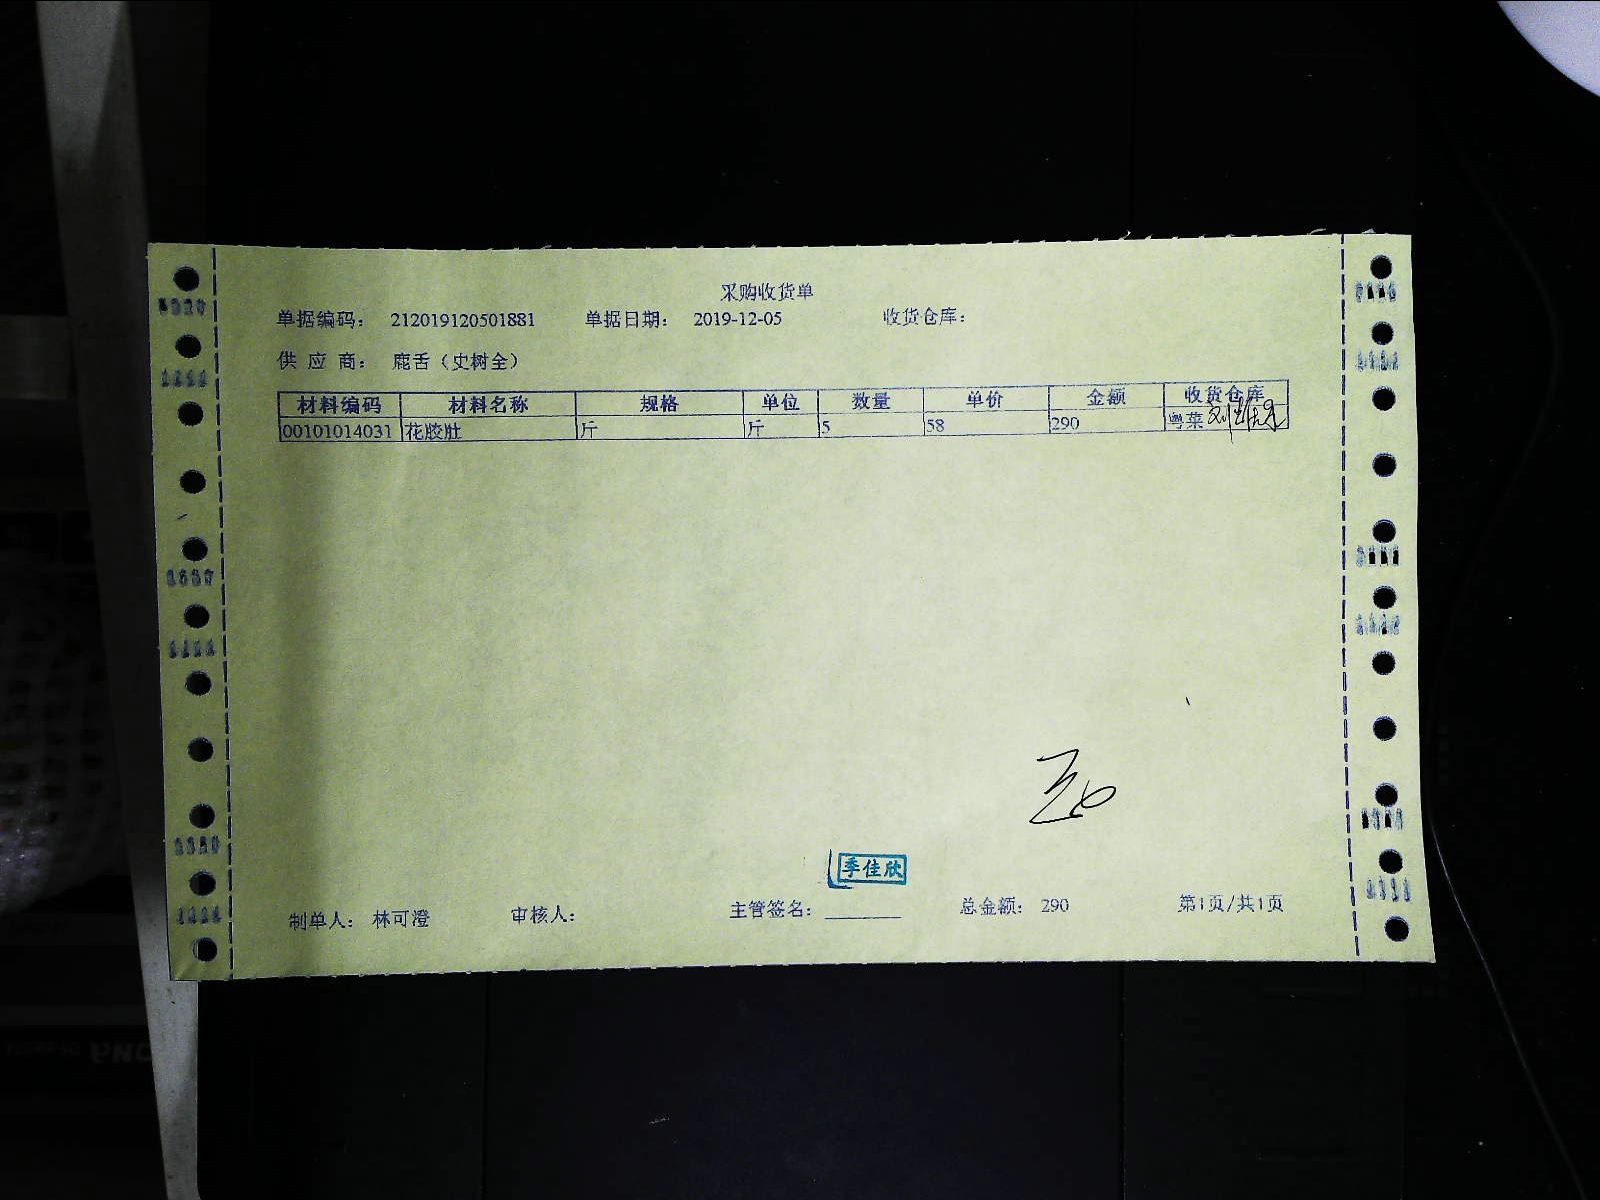 采购收货单
单据编码： 212019120501881 单据日期： 2019-12-05 收货仓库：
供 应 商： 鹿舌（史树全）
材料编码 材料名称 规格 单位 数量 单价 金额 收货仓库
00101014031 花胶肚 斤 斤 5 58 290 粤菜
季佳欣
制单人： 林可澄 审核人： 主管签名：________ 总金额： 290 第1页/共1页